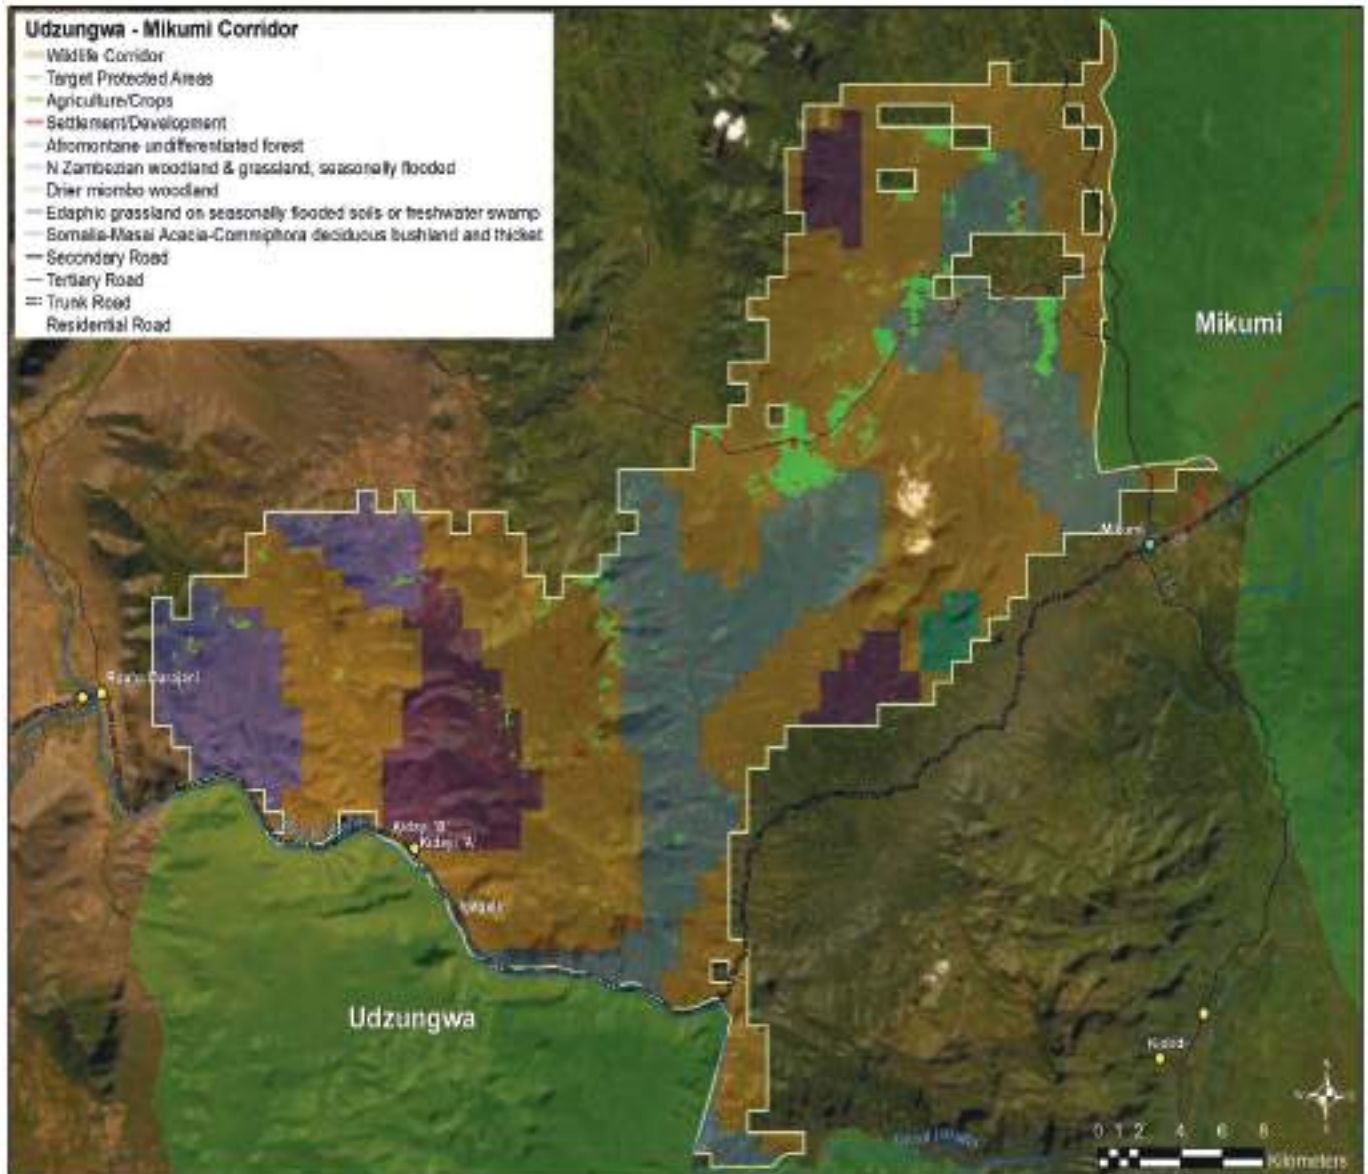 Udzungwa - Mikumi Corridor
Wildlife Corridor
Target Protected Areas
Agriculture/Crops
Settlement/Development
Afromontane undifferentiated forest
N Zambezian woodland & grassland, seasonally flooded
Drier miombo woodland
Edaphic grassland on seasonally flooded soils or freshwater swamp
Somalia-Masai Acacia-Commiphora deciduous bushland and thicket
Secondary Road
Tertiary Road
Trunk Road
Residential Road
Mikumi
Mikumi
Udzungwa
0 1 2 4 6 8
Kilometers